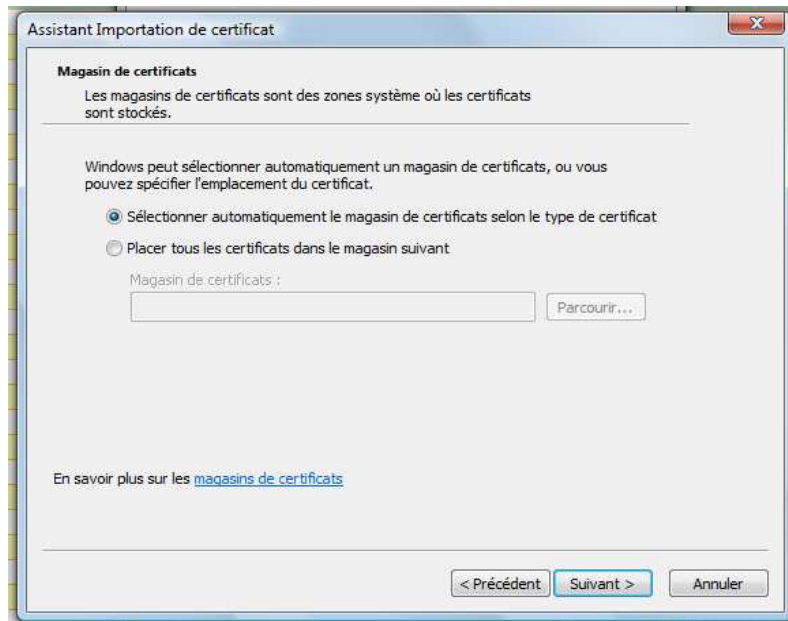 Assistant Importation de certificat
Magasin de certificats
Les magasins de certificats sont des zones système où les certificats
sont stockés.
Windows peut sélectionner automatiquement un magasin de certificats, ou vous
pouvez spécifier l'emplacement du certificat.
Sélectionner automatiquement le magasin de certificats selon le type de certificat
Placer tous les certificats dans le magasin suivant
Magasin de certificats :
Parcourir...
En savoir plus sur les magasins de certificats
< Précédent Suivant > Annuler